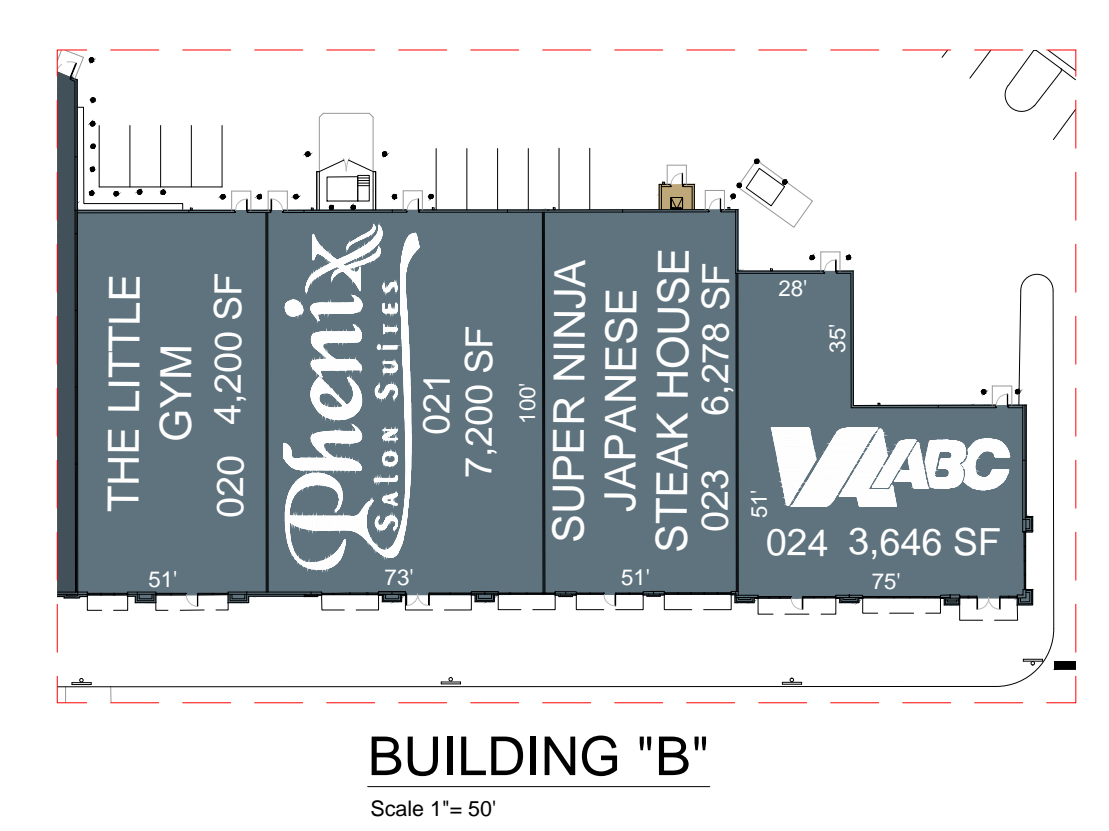 THE LITTLE
GYM
020 4,200 SF
51'
Phenix
SALON SUITES
021
7,200 SF
100'
73'
SUPER NINJA
JAPANESE
STEAK HOUSE
023 6,278 SF
51'
28'
35'
VA ABC
51'
024 3,646 SF
75'
BUILDING "B"
Scale 1"= 50'